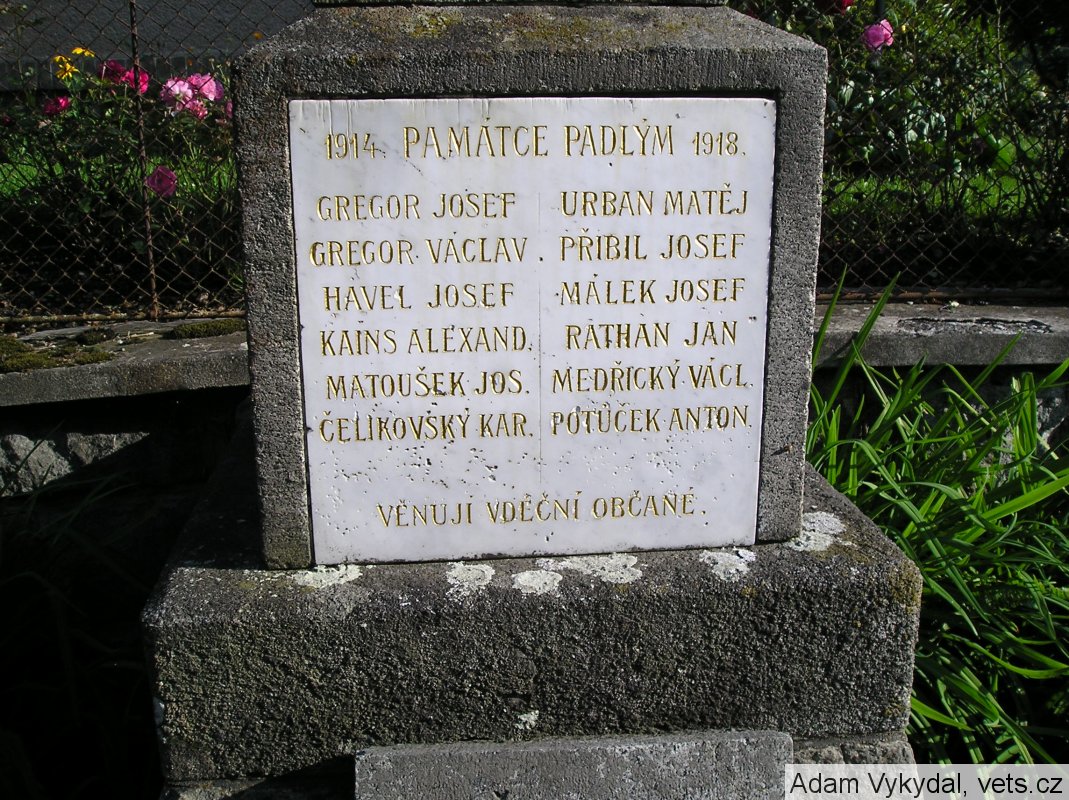 1914. PAMÁTCE PADLÝM 1918.
GREGOR JOSEF
GREGOR VÁCLAV.
HAVEL JOSEF
KAINS ALEXAND.
MATOUŠEK JOS.
ČELIKOVSKÝ KAR.
URBAN MATĚJ
PŘIBIL JOSEF
MÁLEK JOSEF
RATHAN JAN
MEDŘICKÝ VÁCL.
POTŮČEK ANTON.
VĚNUJÍ VDĚČNÍ OBČANÉ.
Adam Vykydal, vets.cz